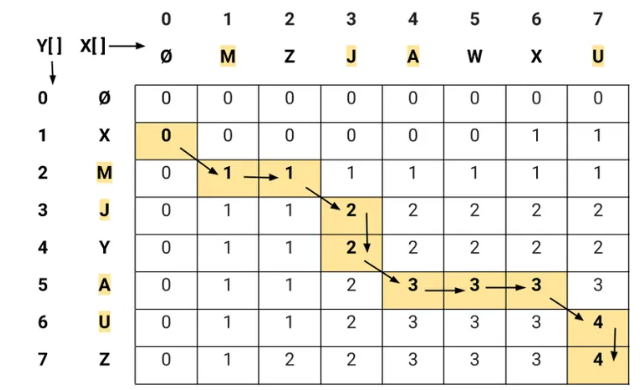 0 1 2 3 4 5 6 7
Y[ ] X[ ] Ø M Z J A W X U
0 Ø 0 0 0 0 0 0 0 0
1 X 0 0 0 0 0 0 1 1
2 M 0 1 1 1 1 1 1 1
3 J 0 1 1 2 2 2 2 2
4 Y 0 1 1 2 2 2 2 2
5 A 0 1 1 2 3 3 3 3
6 U 0 1 1 2 3 3 3 4
7 Z 0 1 2 2 3 3 3 4